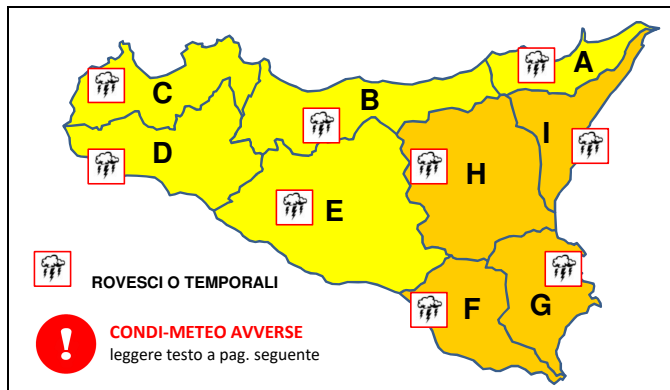 A
C
B
I
D
H
E
ROVESCI O TEMPORALI
F
G
CONDI-METEO AVVERSE
leggere testo a pag. seguente